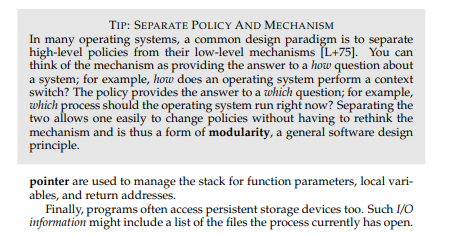 TIP: SEPARATE POLICY AND MECHANISM
In many operating systems, a common design paradigm is to separate
high-level policies from their low-level mechanisms [L+75]. You can
think of the mechanism as providing the answer to a how question about
a system; for example, how does an operating system perform a context
switch? The policy provides the answer to a which question; for example,
which process should the operating system run right now? Separating the
two allows one easily to change policies without having to rethink the
mechanism and is thus a form of modularity, a general software design
principle.
pointer are used to manage the stack for function parameters, local vari-
ables, and return addresses.
Finally, programs often access persistent storage devices too. Such I/O
information might include a list of the files the process currently has open.